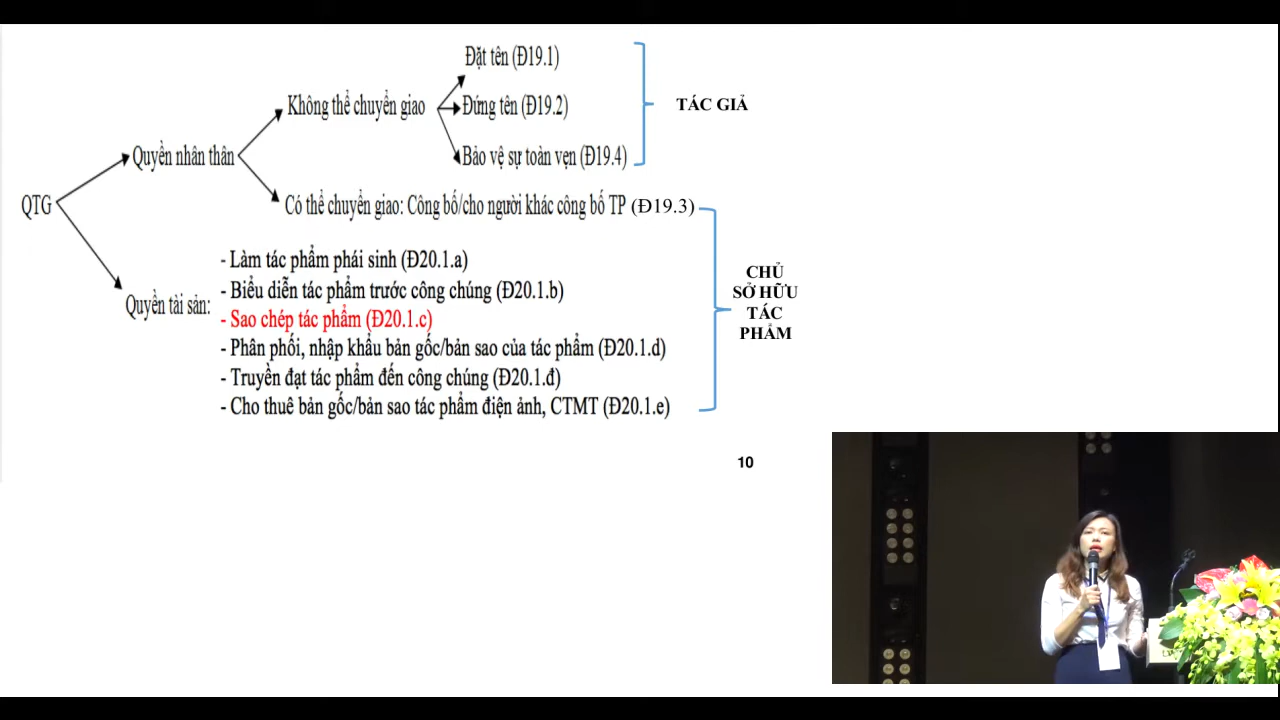 Đặt tên (Đ19.1)
Không thể chuyển giao
Đứng tên (Đ19.2)
TÁC GIẢ
Quyền nhân thân
Bảo vệ sự toàn vẹn (Đ19.4)
QTG
Có thể chuyển giao: Công bố/cho người khác công bố TP (Đ19.3)
Quyền tài sản:
- Làm tác phẩm phái sinh (Đ20.1.a)
- Biểu diễn tác phẩm trước công chúng (Đ20.1.b)
- Sao chép tác phẩm (Đ20.1.c)
- Phân phối, nhập khẩu bản gốc/bản sao của tác phẩm (Đ20.1.d)
- Truyền đạt tác phẩm đến công chúng (Đ20.1.đ)
- Cho thuê bản gốc/bản sao tác phẩm điện ảnh, CTMT (Đ20.1.e)
CHỦ
SỞ HỮU
TÁC
PHẨM
10